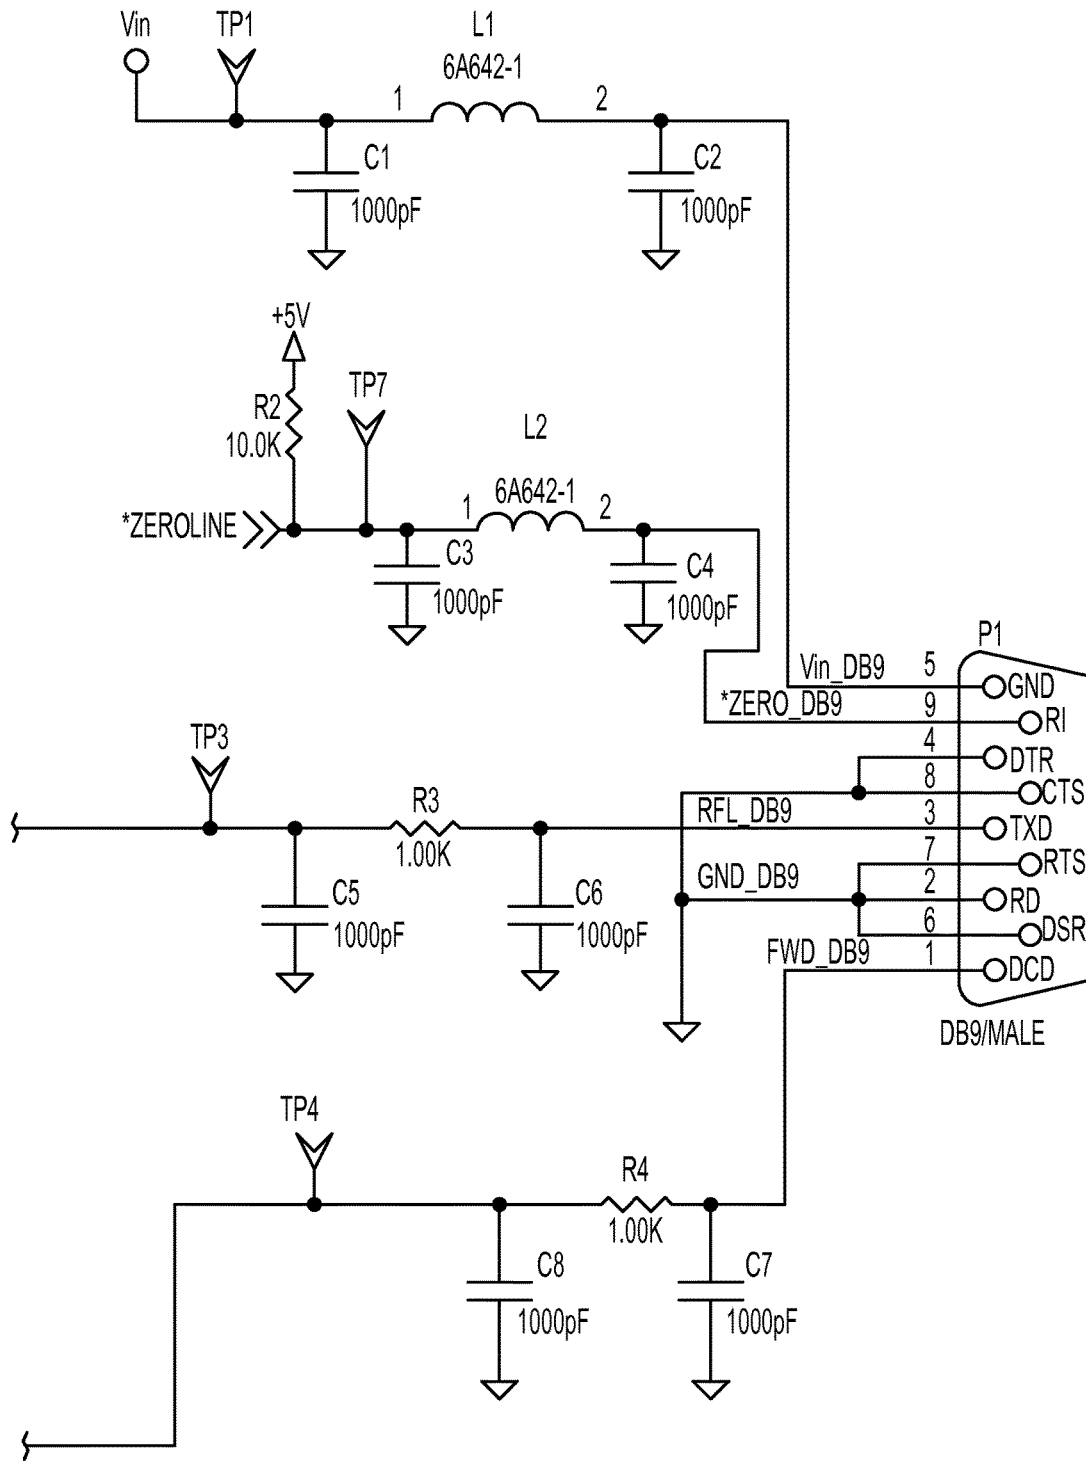 Vin
TP1
L1
6A642-1
1
2
C1
1000pF
C2
1000pF
+5V
R2
10.0K
TP7
L2
6A642-1
1
2
*ZEROLINE
C3
1000pF
C4
1000pF
P1
Vin_DB9
5
GND
*ZERO_DB9
9
RI
4
DTR
8
CTS
TP3
R3
1.00K
RFL_DB9
3
TXD
7
RTS
GND_DB9
2
RD
6
DSR
FWD_DB9
1
DCD
C5
1000pF
C6
1000pF
DB9/MALE
TP4
R4
1.00K
C8
1000pF
C7
1000pF